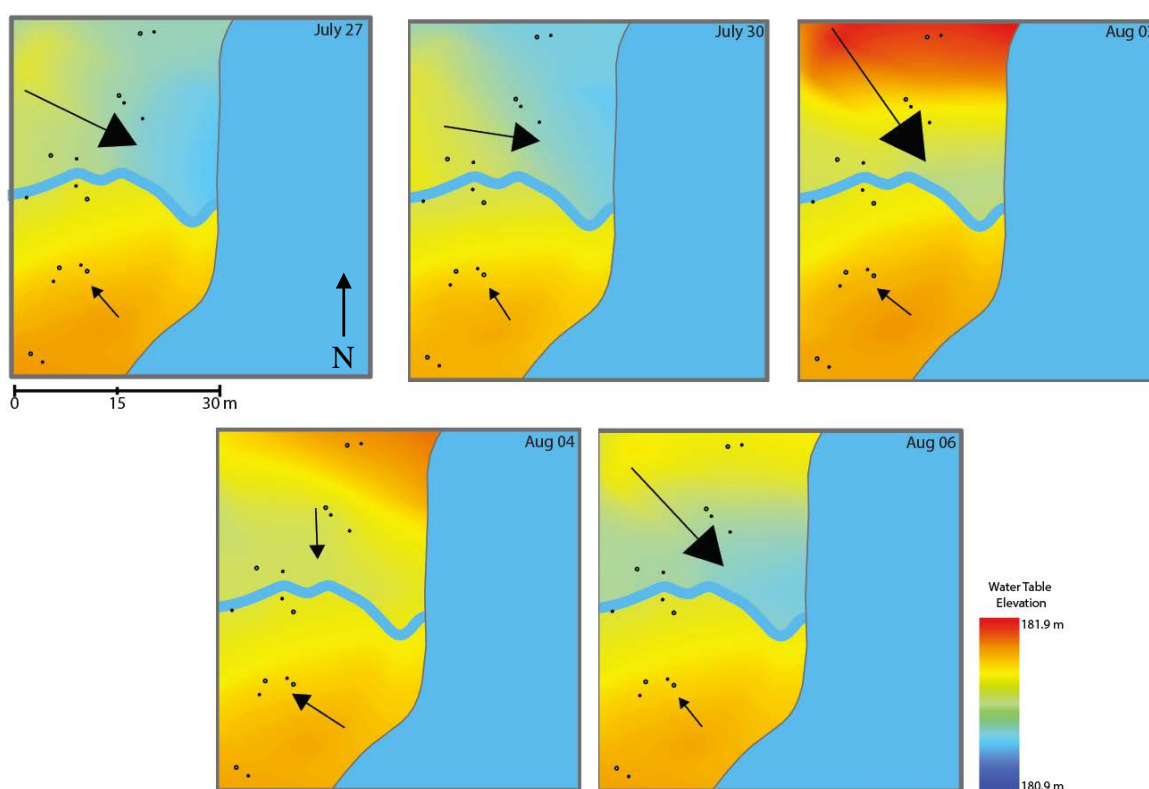 July 27
July 30
Aug 03
N
0 15 30 m
Aug 04
Aug 06
Water Table
Elevation
181.9 m
180.9 m